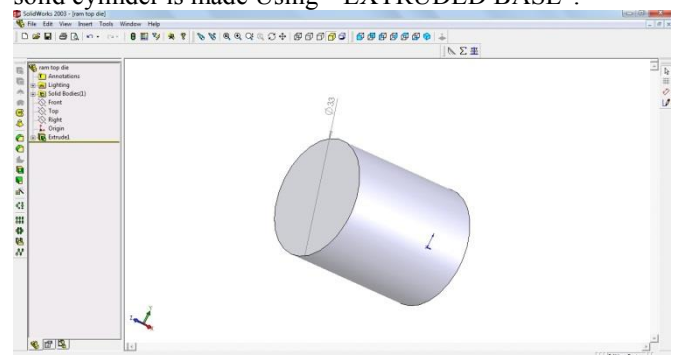 solid cylinder is made Using "EXTRUDED BASE".
SolidWorks 2003 - [ram top die]
File Edit View Insert Tools Window Help
ram top die
Annotations
Lighting
Solid Bodies(1)
Front
Top
Right
Origin
Extrude1
Ø33